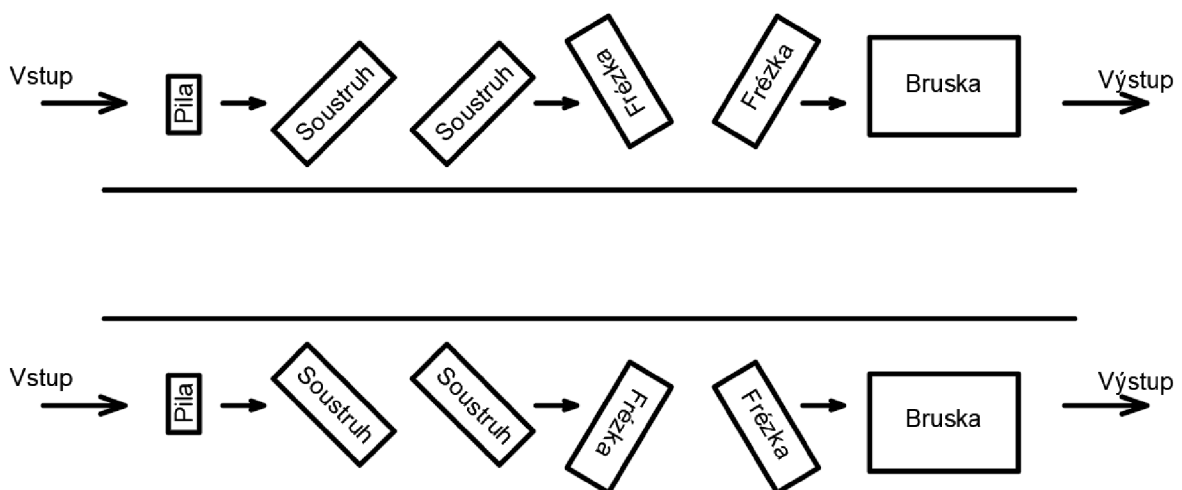 Vstup
Pila
Soustruh
Soustruh
Frézka
Frézka
Bruska
Výstup
Vstup
Pila
Soustruh
Soustruh
Frézka
Frézka
Bruska
Výstup